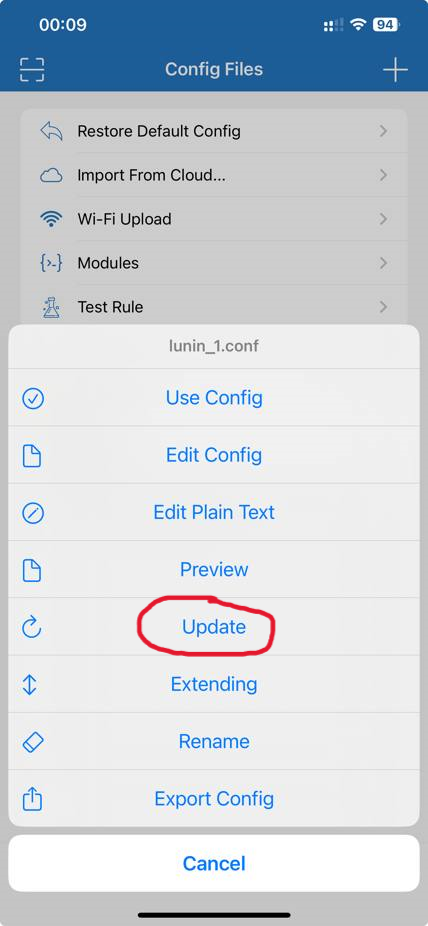 00:09
94
Config Files
Restore Default Config
Import From Cloud...
Wi-Fi Upload
Modules
Test Rule
lunin_1.conf
Use Config
Edit Config
Edit Plain Text
Preview
Update
Extending
Rename
Export Config
Cancel